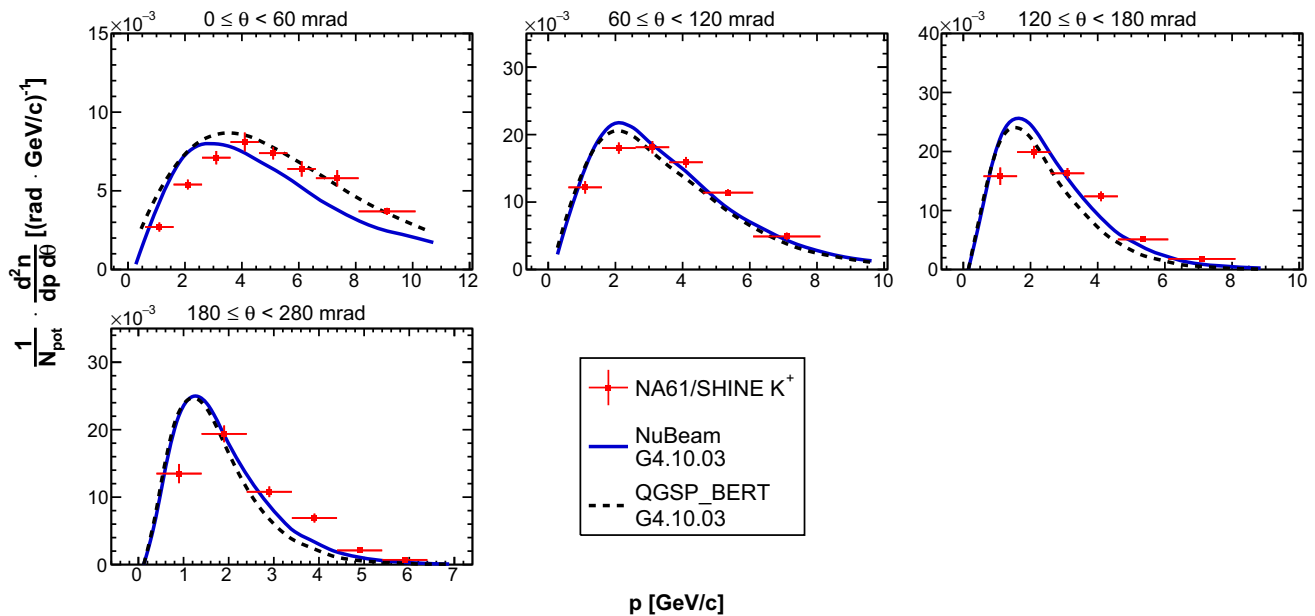 0 ≤ θ < 60 mrad
60 ≤ θ < 120 mrad
120 ≤ θ < 180 mrad
×10⁻³
×10⁻³
×10⁻³
15
10
5
0
0 2 4 6 8 10 12
30
20
10
0
0 2 4 6 8 10
40
30
20
10
0
0 2 4 6 8 10
1/N_pot · d²n/dp dθ [(rad · GeV/c)⁻¹]
×10⁻³
180 ≤ θ < 280 mrad
30
20
10
0
0 1 2 3 4 5 6 7
NA61/SHINE K⁺
NuBeam
G4.10.03
QGSP_BERT
G4.10.03
p [GeV/c]